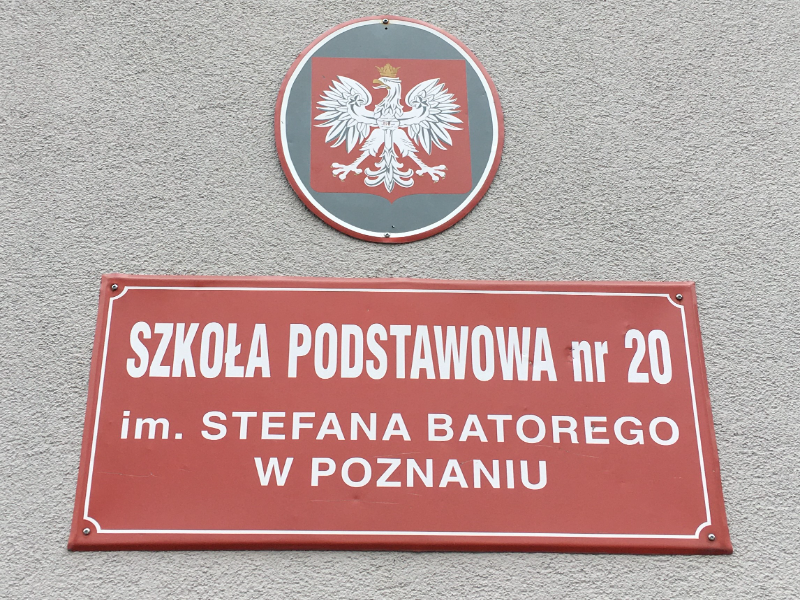 SZKOŁA PODSTAWOWA nr 20
im. STEFANA BATOREGO
W POZNANIU